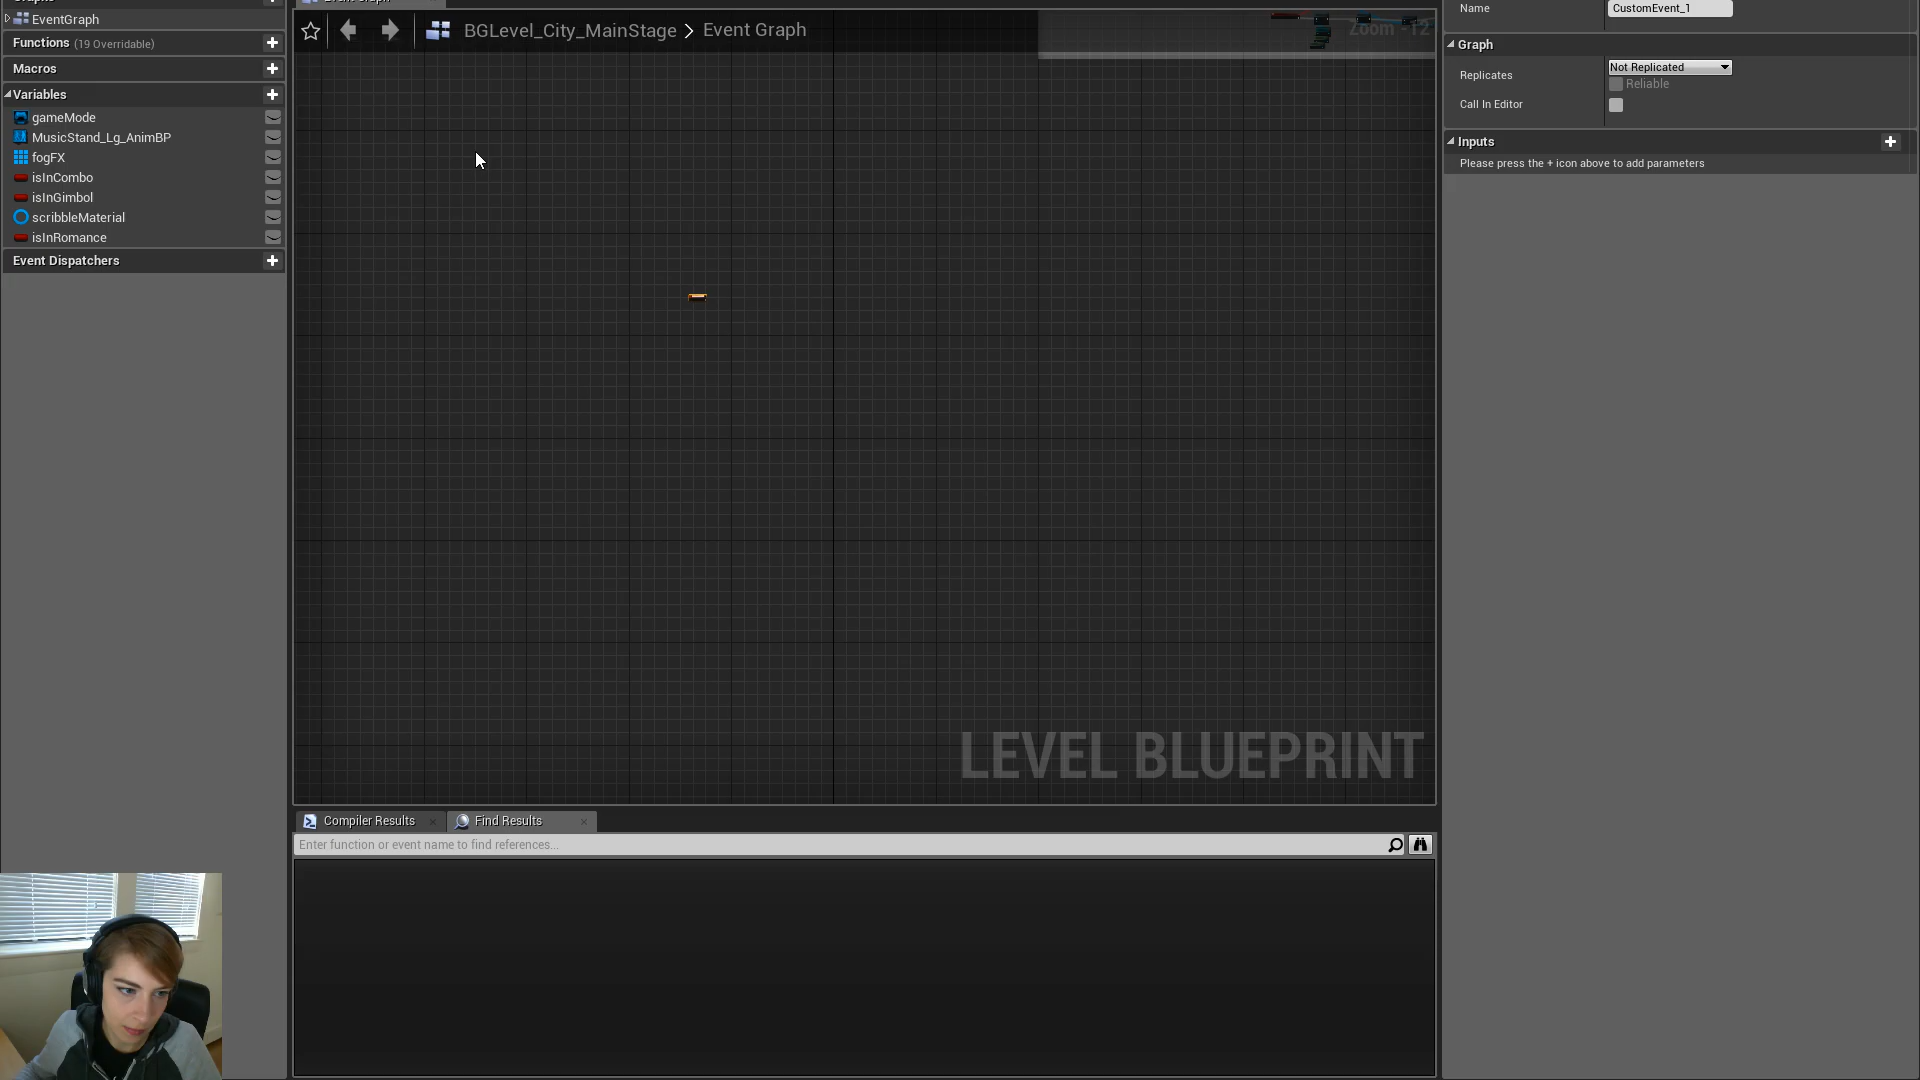 EventGraph
Functions (19 Overridable)
Macros
Variables
gameMode
MusicStand_Lg_AnimBP
fogFX
isInCombo
isInGimbol
scribbleMaterial
isInRomance
Event Dispatchers
BGLevel_City_MainStage > Event Graph
Zoom -12
LEVEL BLUEPRINT
Compiler Results
Find Results
Enter function or event name to find references...
Name
CustomEvent_1
Graph
Replicates
Not Replicated
Reliable
Call In Editor
Inputs
Please press the + icon above to add parameters